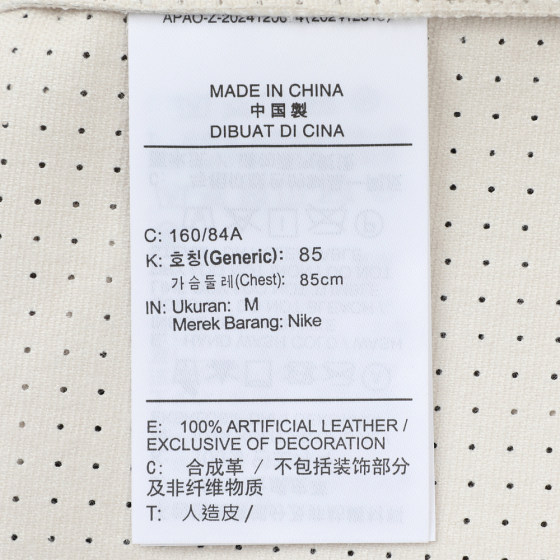 MADE IN CHINA
中国製
DIBUAT DI CINA
C: 160/84A
K: 호칭(Generic): 85
가슴둘레(Chest): 85cm
IN: Ukuran: M
Merek Barang: Nike
E: 100% ARTIFICIAL LEATHER /
EXCLUSIVE OF DECORATION
C: 合成革 / 不包括装饰部分
及非纤维物质
T: 人造皮 /